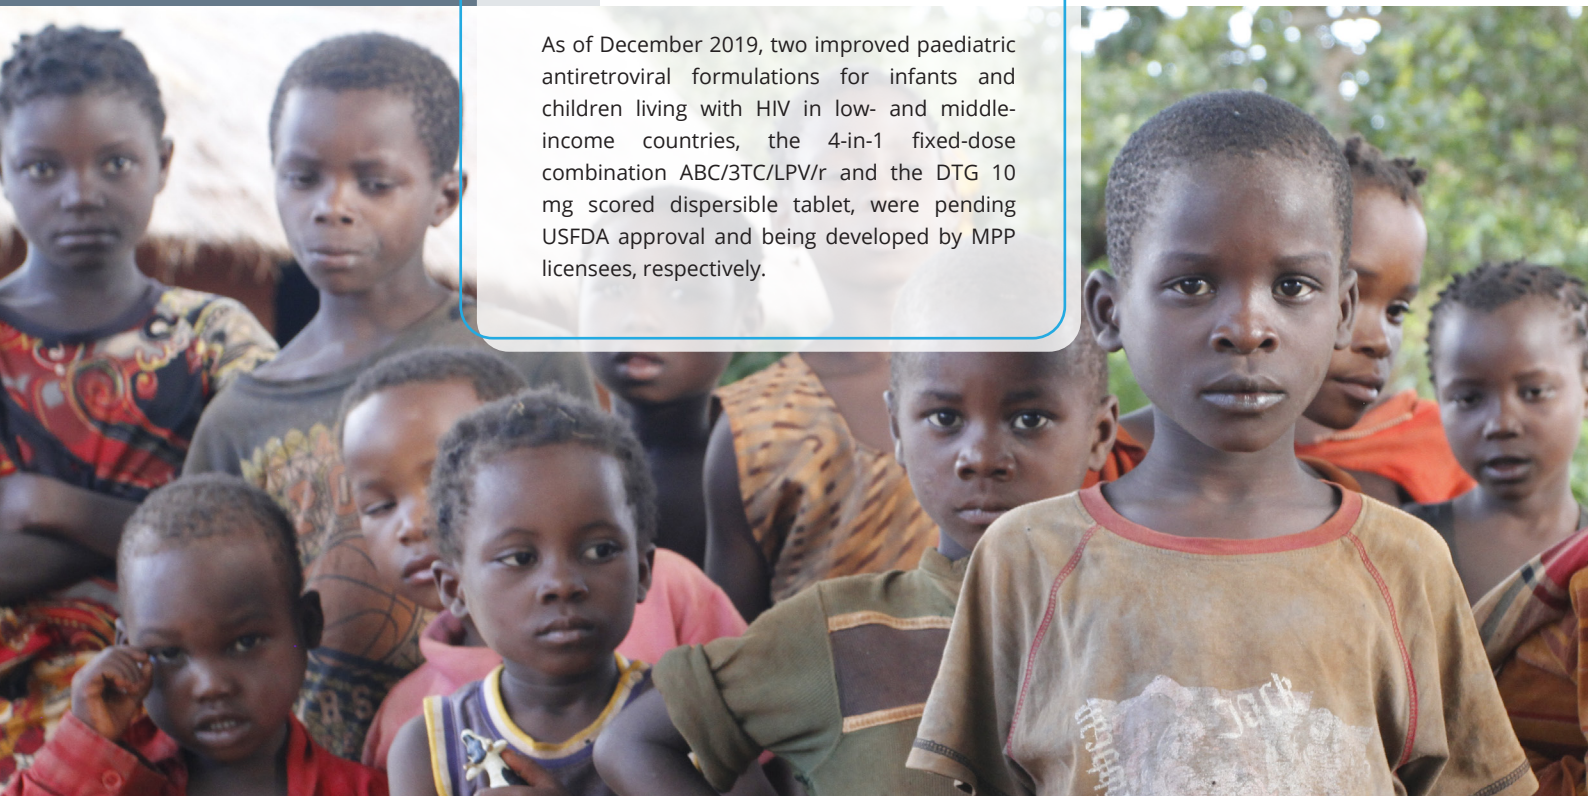 As of December 2019, two improved paediatric
antiretroviral formulations for infants and
children living with HIV in low- and middle-
income countries, the 4-in-1 fixed-dose
combination ABC/3TC/LPV/r and the DTG 10
mg scored dispersible tablet, were pending
USFDA approval and being developed by MPP
licensees, respectively.
Jack